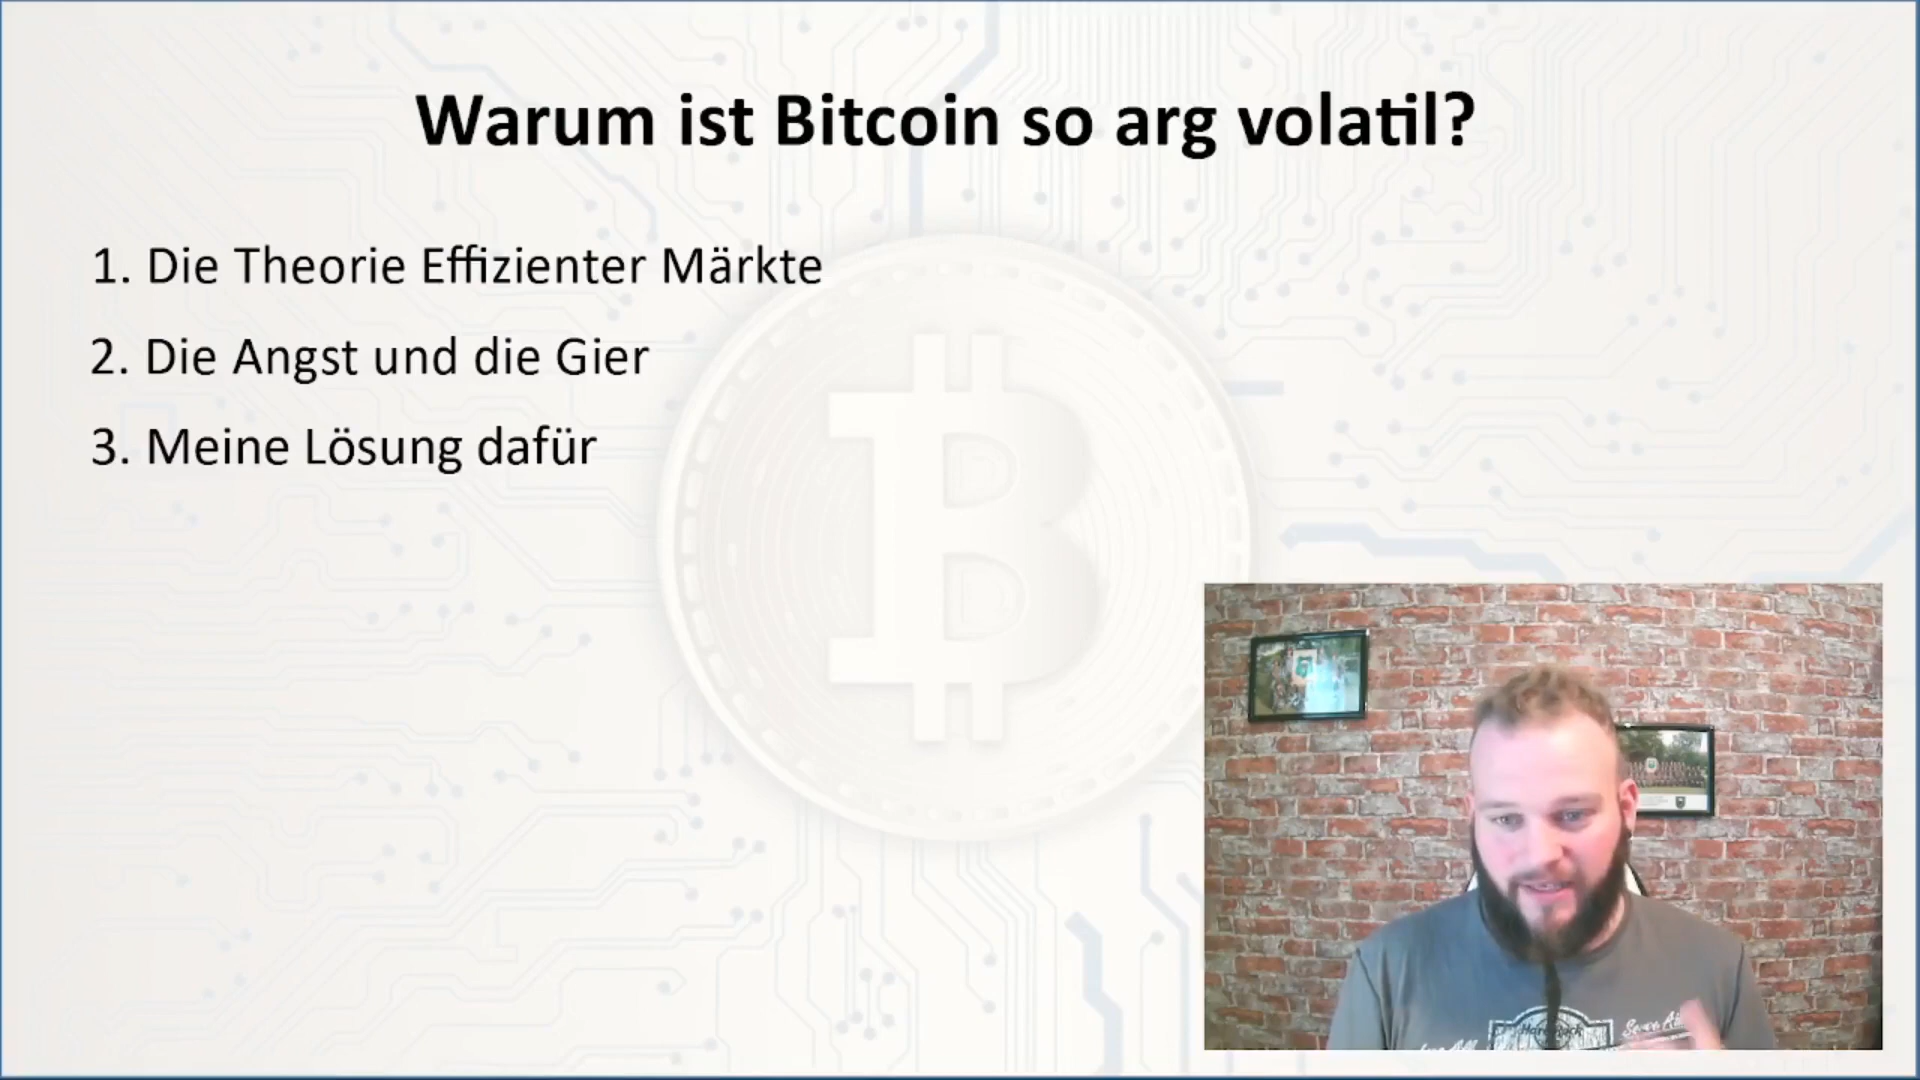 Warum ist Bitcoin so arg volatil?
1. Die Theorie Effizienter Märkte
2. Die Angst und die Gier
3. Meine Lösung dafür